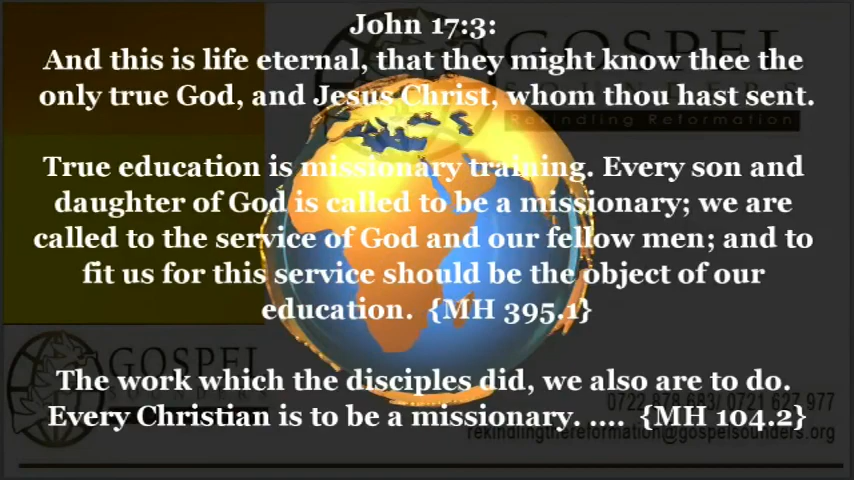 John 17:3:
And this is life eternal, that they might know thee the
only true God, and Jesus Christ, whom thou hast sent.
GOSPEL
SOUNDERS
Rekindling Reformation
True education is missionary training. Every son and
daughter of God is called to be a missionary; we are
called to the service of God and our fellow men; and to
fit us for this service should be the object of our
education. {MH 395.1}
GOSPEL
SOUNDERS
The work which the disciples did, we also are to do.
Every Christian is to be a missionary. .... {MH 104.2}
0722 878 683/ 0721 627 977
rekindlingthereformation@gospelsounders.org